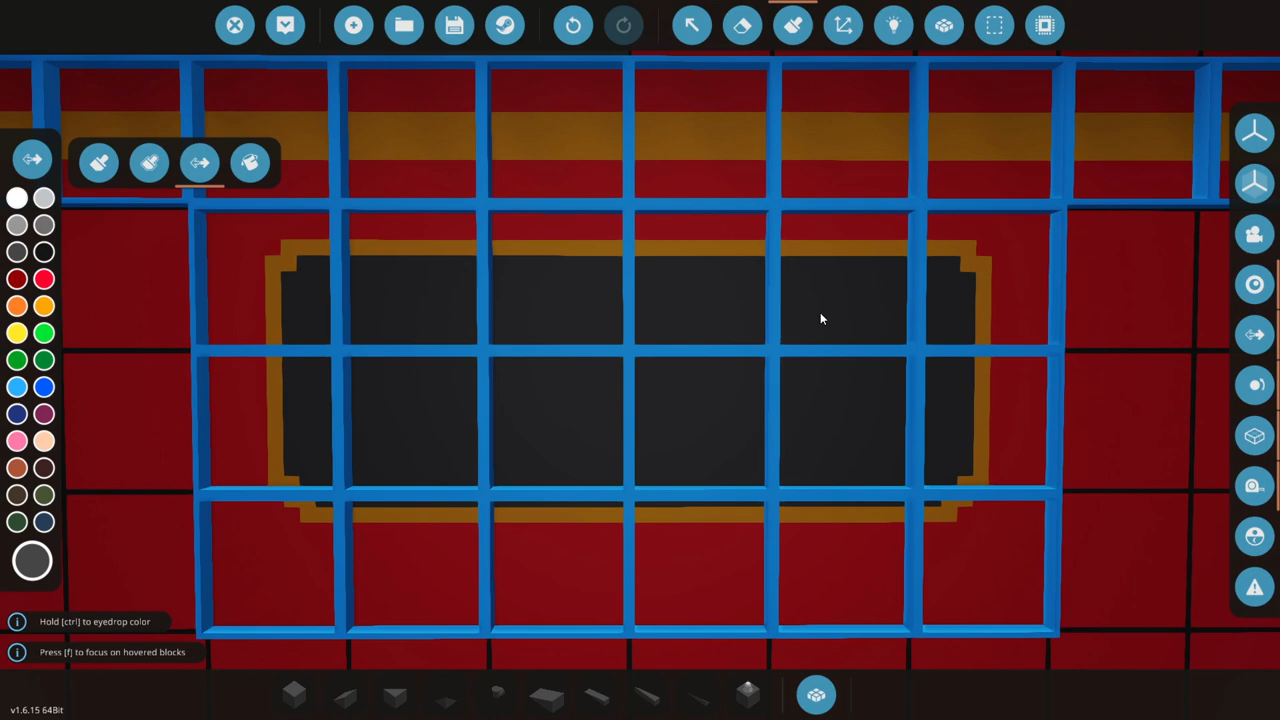 Hold [ctrl] to eyedrop color
Press [f] to focus on hovered blocks
v1.6.15 64Bit